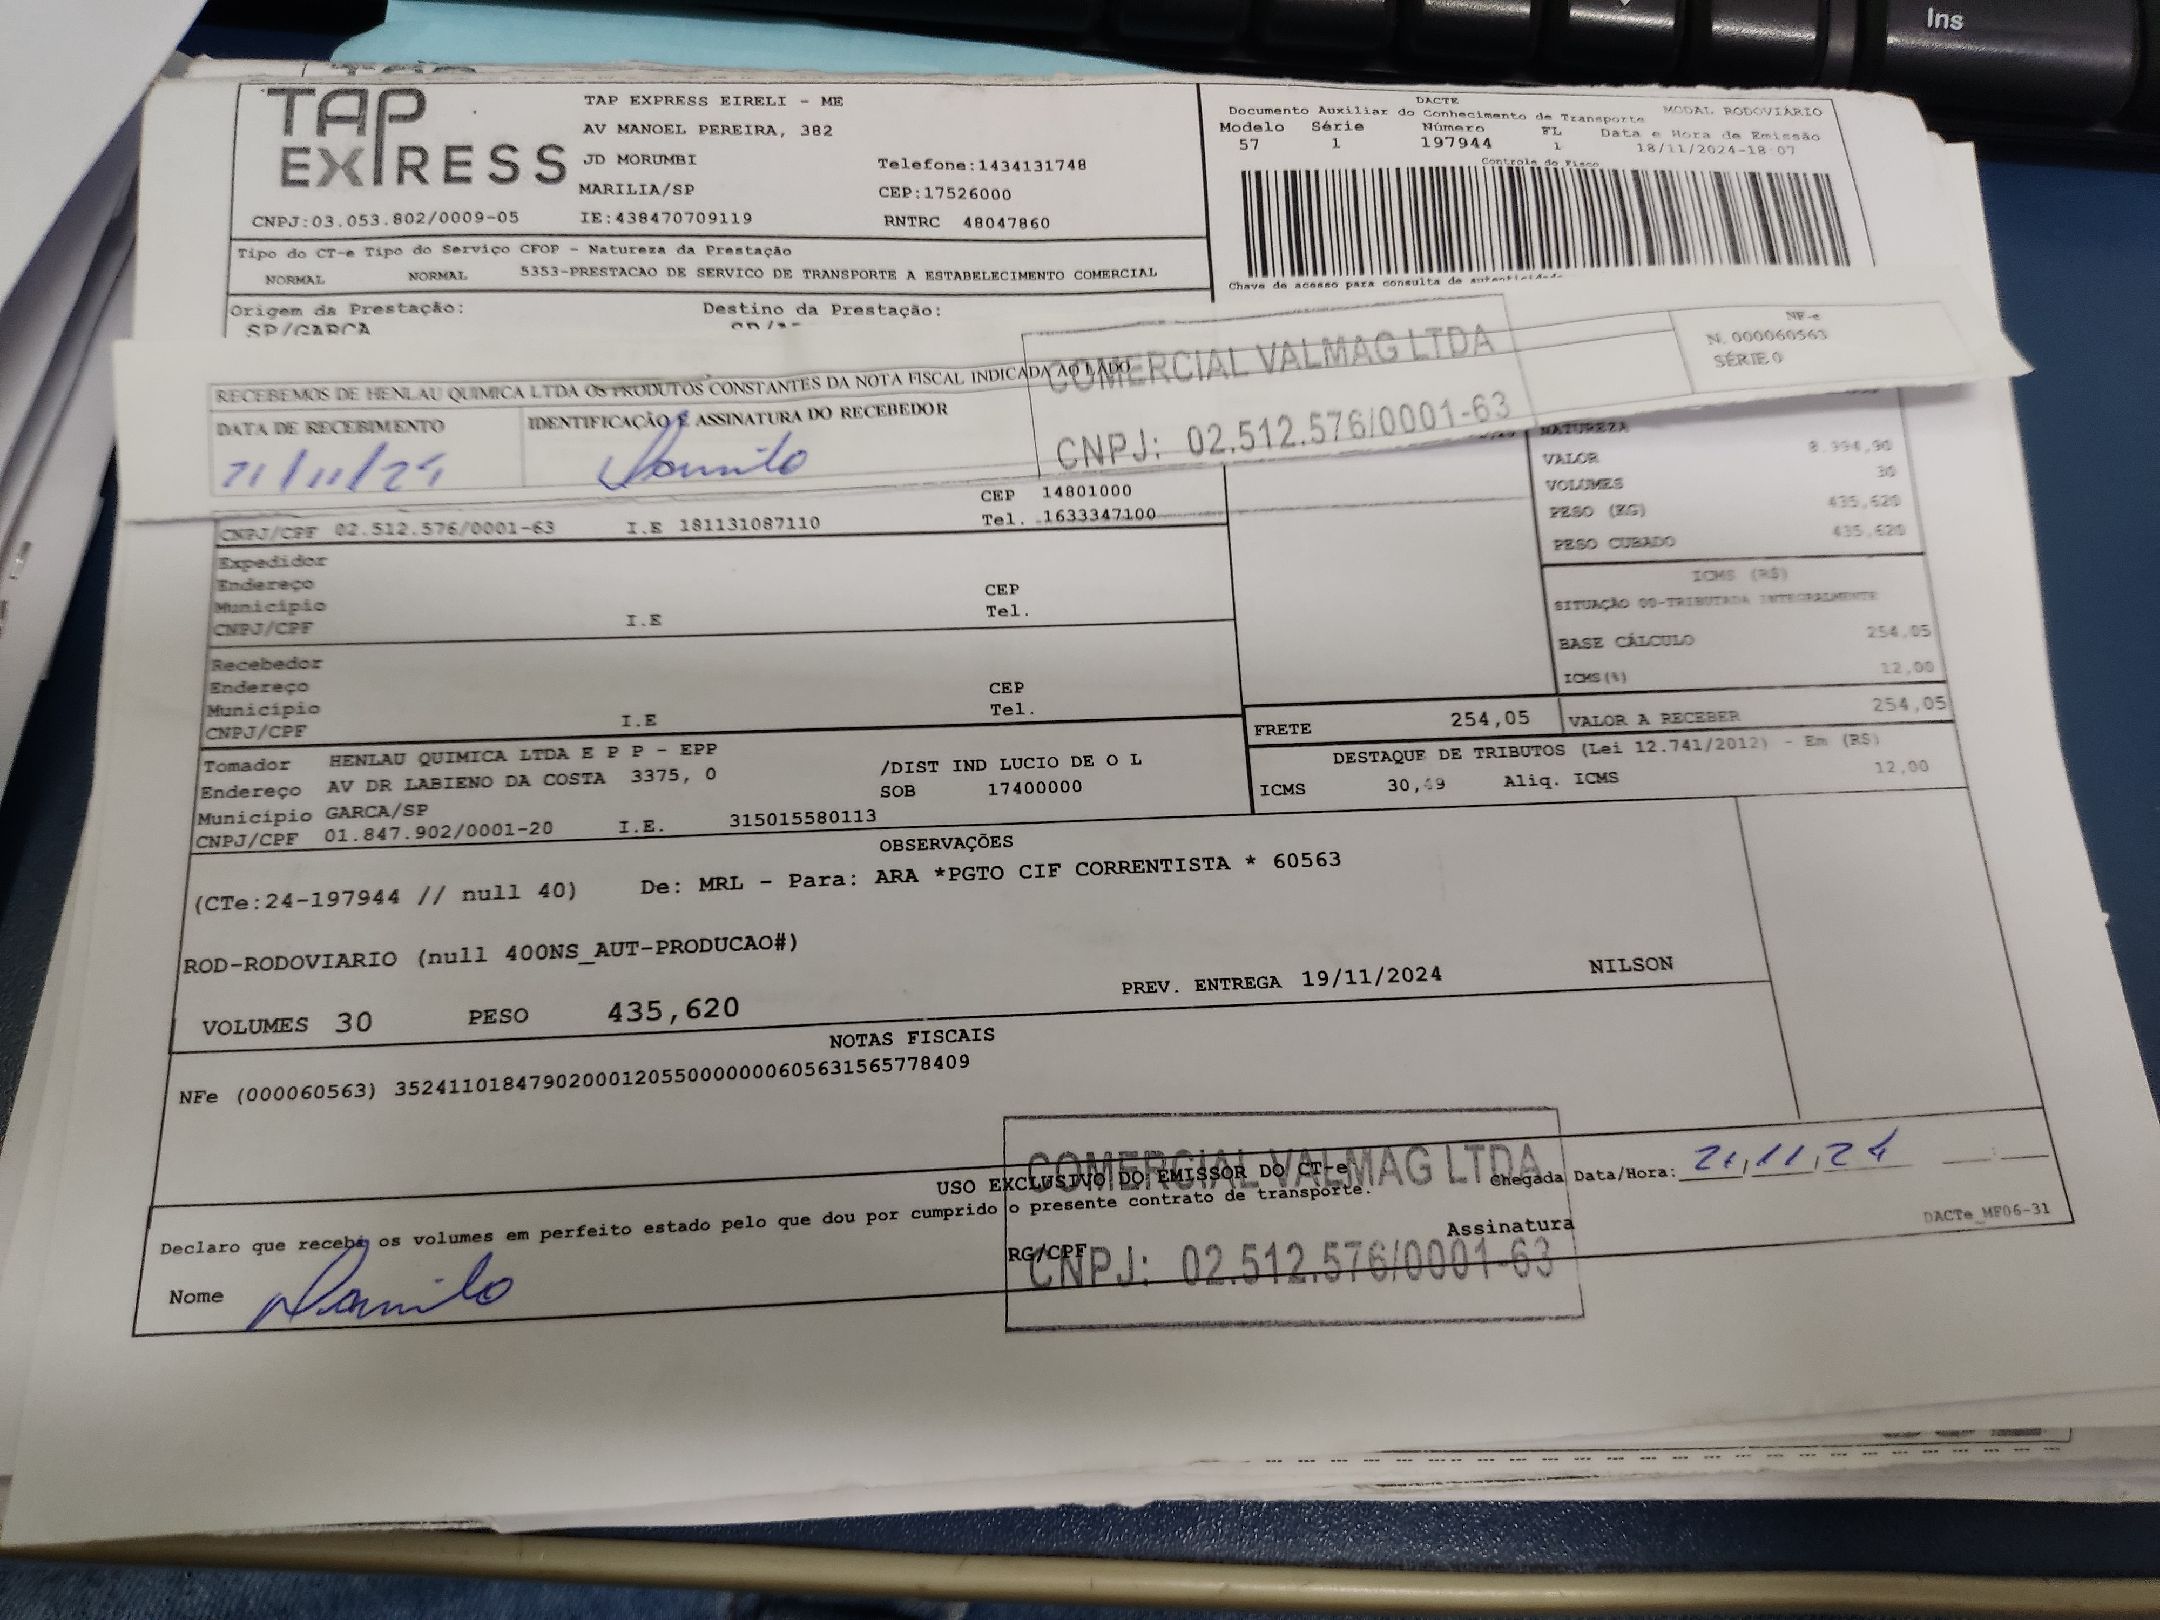 Ins
TAP EXPRESS
TAP EXPRESS EIRELI - ME
AV MANOEL PEREIRA, 382
JD MORUMBI
Telefone:1434131748
MARILIA/SP
CEP:17526000
CNPJ:03.053.802/0009-05
IE:438470709119
RNTRC 48047860
DACTE
Documento Auxiliar do Conhecimento de Transporte
MODAL RODOVIÁRIO
Modelo Série Número FL Data e Hora de Emissão
57 1 197944 1 18/11/2024-18:07
Controle do Fisco
Chave de acesso para consulta de autenticidade
Tipo do CT-e Tipo do Serviço CFOP - Natureza da Prestação
NORMAL NORMAL 5353-PRESTACAO DE SERVICO DE TRANSPORTE A ESTABELECIMENTO COMERCIAL
Origem da Prestação:
Destino da Prestação:
SP/GARCA
RECEBEMOS DE HENLAU QUIMICA LTDA OS PRODUTOS CONSTANTES DA NOTA FISCAL INDICADA AO LADO
DATA DE RECEBIMENTO
IDENTIFICAÇÃO E ASSINATURA DO RECEBEDOR
21/11/24
Danilo
COMERCIAL VALMAG LTDA
CNPJ: 02.512.576/0001-63
NF-e
N. 000060563
SÉRIE 0
NATUREZA
VALOR 8.394,90
VOLUMES 30
PESO (KG) 435,620
PESO CUBADO 435,620
CEP 14801000
CNPJ/CPF 02.512.576/0001-63 I.E 181131087110 Tel. 1633347100
Expedidor
Endereço CEP
Município Tel.
CNPJ/CPF I.E
ICMS (R$)
SITUAÇÃO 00-TRIBUTADA INTEGRALMENTE
BASE CÁLCULO 254,05
ICMS(%) 12,00
Recebedor
Endereço CEP
Município Tel.
CNPJ/CPF I.E
FRETE 254,05 VALOR A RECEBER 254,05
DESTAQUE DE TRIBUTOS (Lei 12.741/2012) - Em (R$)
ICMS 30,49 Aliq. ICMS 12,00
Tomador HENLAU QUIMICA LTDA E P P - EPP
Endereço AV DR LABIENO DA COSTA 3375, 0 /DIST IND LUCIO DE O L
SOB 17400000
Município GARCA/SP
CNPJ/CPF 01.847.902/0001-20 I.E. 315015580113
OBSERVAÇÕES
(CTe:24-197944 // null 40) De: MRL - Para: ARA *PGTO CIF CORRENTISTA * 60563
ROD-RODOVIARIO (null 400NS_AUT-PRODUCAO#)
VOLUMES 30 PESO 435,620 PREV. ENTREGA 19/11/2024 NILSON
NOTAS FISCAIS
NFe (000060563) 35241101847902000120550000000605631565778409
USO EXCLUSIVO DO EMISSOR DO CT-e
Declaro que recebi os volumes em perfeito estado pelo que dou por cumprido o presente contrato de transporte.
Chegada Data/Hora: 21,11,24
Nome Danilo
RG/CPF
Assinatura
DACTe_MF06-31
COMERCIAL VALMAG LTDA
CNPJ: 02.512.576/0001-63